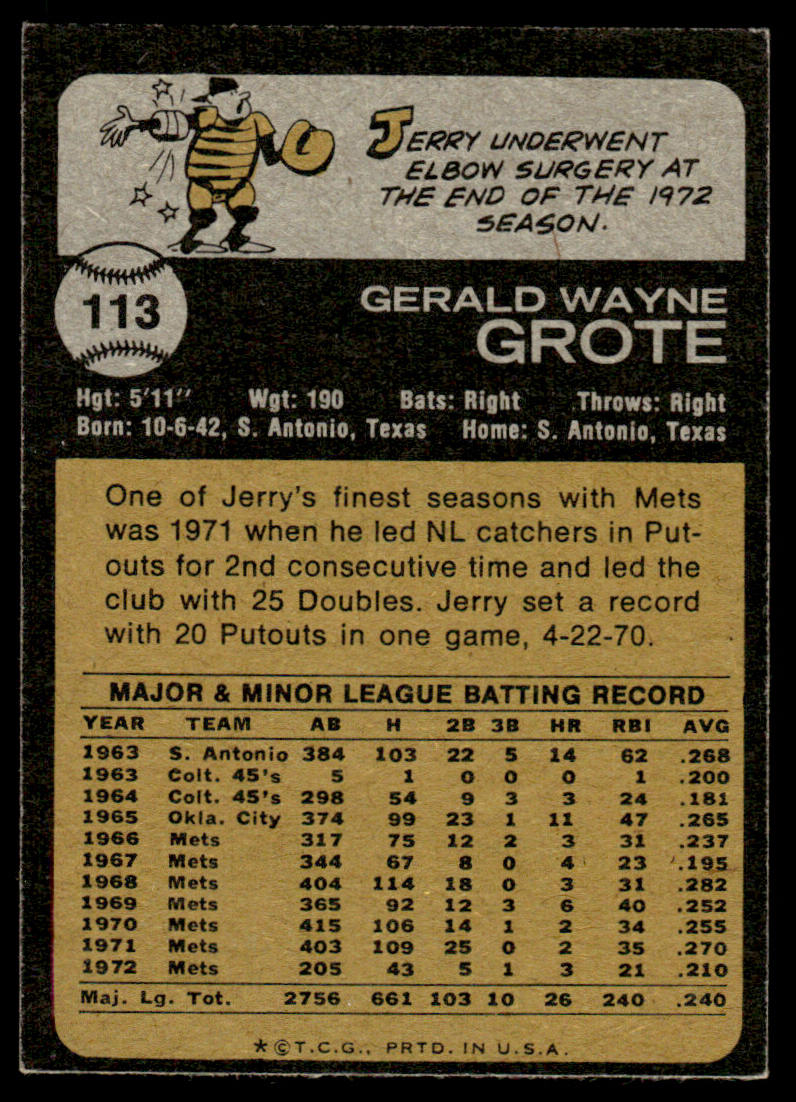 JERRY UNDERWENT
ELBOW SURGERY AT
THE END OF THE 1972
SEASON.
113
GERALD WAYNE
GROTE
Hgt: 5'11" Wgt: 190 Bats: Right Throws: Right
Born: 10-6-42, S. Antonio, Texas Home: S. Antonio, Texas
One of Jerry's finest seasons with Mets
was 1971 when he led NL catchers in Put-
outs for 2nd consecutive time and led the
club with 25 Doubles. Jerry set a record
with 20 Putouts in one game, 4-22-70.
MAJOR & MINOR LEAGUE BATTING RECORD
YEAR TEAM AB H 2B 3B HR RBI AVG
1963 S. Antonio 384 103 22 5 14 62 .268
1963 Colt. 45's 5 1 0 0 0 1 .200
1964 Colt. 45's 298 54 9 3 3 24 .181
1965 Okla. City 374 99 23 1 11 47 .265
1966 Mets 317 75 12 2 3 31 .237
1967 Mets 344 67 8 0 4 23 .195
1968 Mets 404 114 18 0 3 31 .282
1969 Mets 365 92 12 3 6 40 .252
1970 Mets 415 106 14 1 2 34 .255
1971 Mets 403 109 25 0 2 35 .270
1972 Mets 205 43 5 1 3 21 .210
Maj. Lg. Tot. 2756 661 103 10 26 240 .240
*©T.C.G., PRTD. IN U.S.A.